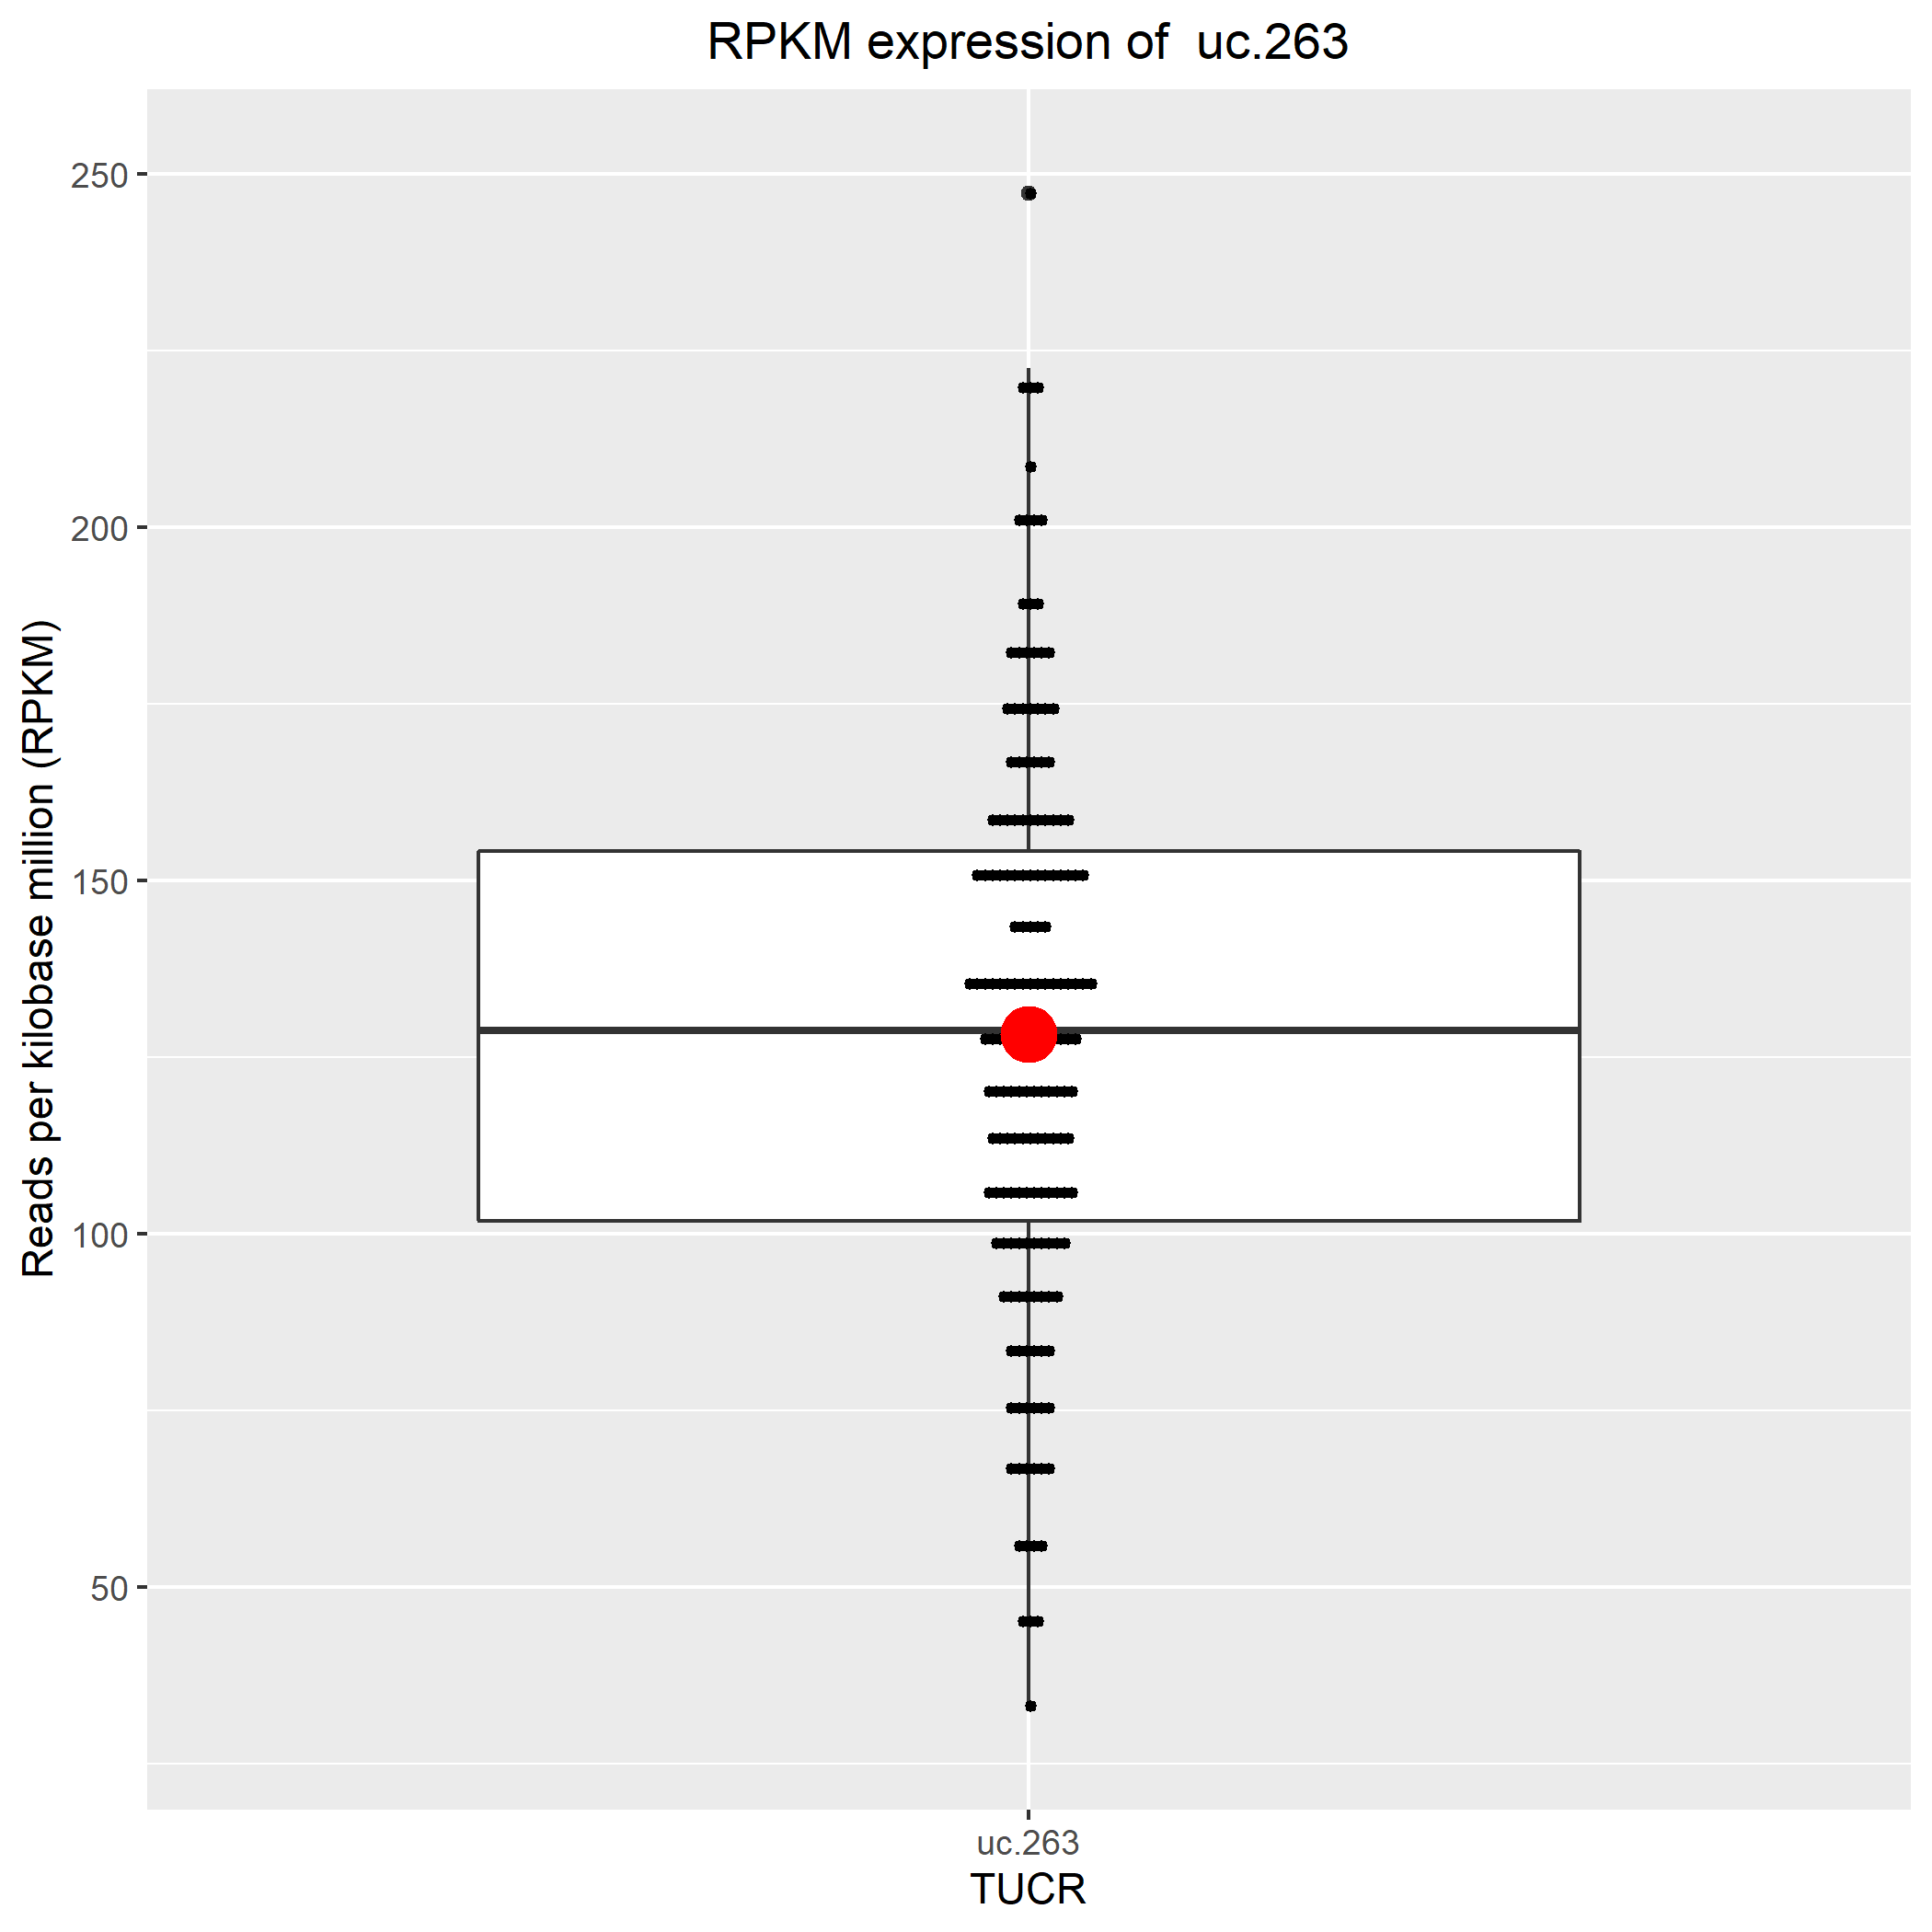 RPKM expression of  uc.263
Reads per kilobase million (RPKM)
250
200
150
100
50
uc.263
TUCR